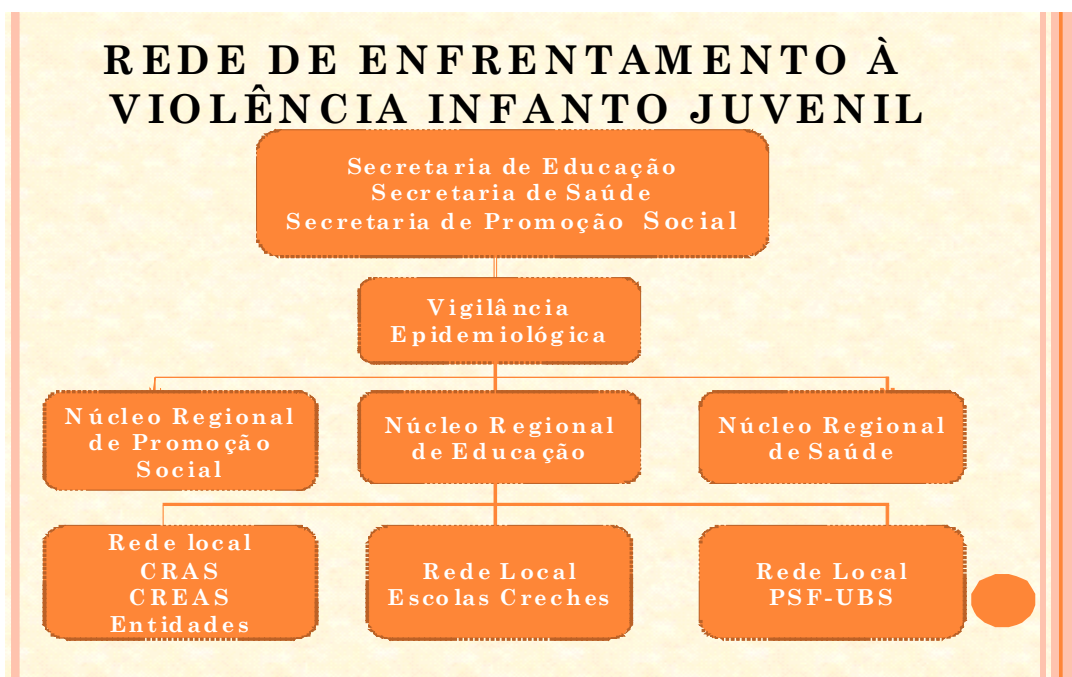 REDE DE ENFRENTAMENTO À
VIOLÊNCIA INFANTO JUVENIL
Secretaria de Educação
Secretaria de Saúde
Secretaria de Promoção Social
Vigilância
Epidemiológica
Núcleo Regional
de Promoção
Social
Núcleo Regional
de Educação
Núcleo Regional
de Saúde
Rede local
CRAS
CREAS
Entidades
Rede Local
Escolas Creches
Rede Local
PSF-UBS